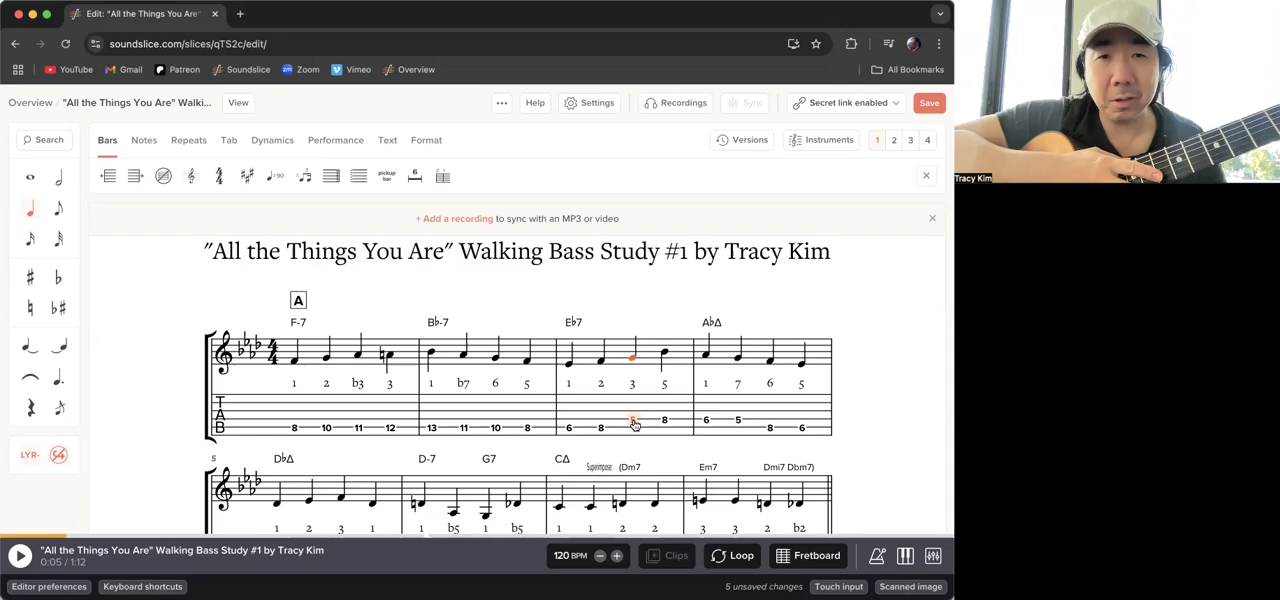 Edit: "All the Things You Are"
soundslice.com/slices/qTS2c/edit/
YouTube Gmail Patreon Soundslice Zoom Vimeo Overview All Bookmarks
Overview / "All the Things You Are" Walki... View ... Help Settings Recordings Sync Secret link enabled Save
Search Bars Notes Repeats Tab Dynamics Performance Text Format Versions Instruments 1 2 3 4
=90 pickup bar 6
+ Add a recording to sync with an MP3 or video
"All the Things You Are" Walking Bass Study #1 by Tracy Kim
A
F-7 B♭-7 E♭7 A♭Δ
4 4
1 2 b3 3 1 b7 6 5 1 2 3 5 1 7 6 5
T
A
B
5 8 6 5
8 10 11 12 13 11 10 8 6 8 8 6
5 D♭Δ D-7 G7 CΔ Superimpose (Dm7 Em7 Dmi7 Dbm7)
1 2 3 1 1 b5 1 b5 1 1 2 2 3 3 2 b2
LYR-
"All the Things You Are" Walking Bass Study #1 by Tracy Kim
0:05 / 1:12
120 BPM Clips Loop Fretboard
Editor preferences Keyboard shortcuts 5 unsaved changes Touch input Scanned image
Tracy Kim